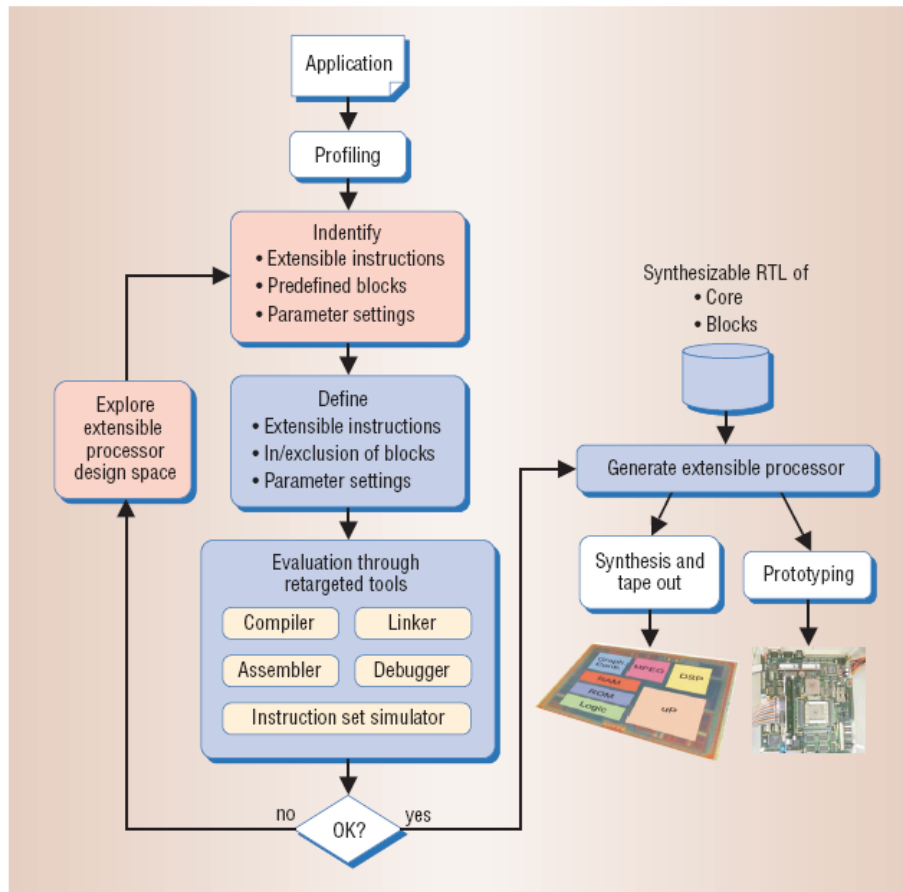 Application
Profiling
Indentify
• Extensible instructions
• Predefined blocks
• Parameter settings
Define
• Extensible instructions
• In/exclusion of blocks
• Parameter settings
Explore
extensible
processor
design space
Evaluation through
retargeted tools
Compiler
Linker
Assembler
Debugger
Instruction set simulator
no
OK?
yes
Synthesizable RTL of
• Core
• Blocks
Generate extensible processor
Synthesis and
tape out
Prototyping
Graph.
MPEG
DSP
RAM
ROM
Logic
uP